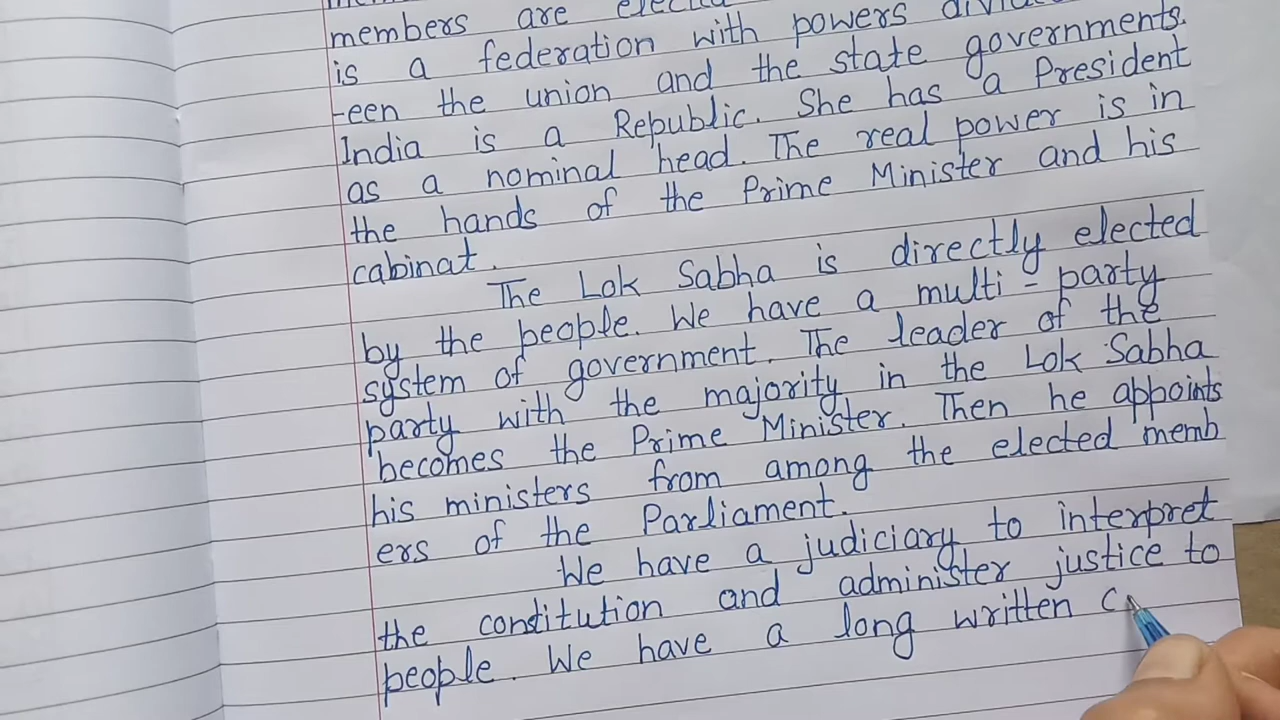 members are
is a federation with powers
-een the union and the state governments.
India is a Republic. She has a President
as a nominal head. The real power is in
the hands of the Prime Minister and his
cabinat.
The Lok Sabha is directly elected
by the people. We have a multi - party
system of government. The leader of the
party with the majority in the Lok Sabha
becomes the Prime Minister. Then he appoints
his ministers from among the elected memb
ers of the Parliament.
We have a judiciary to interpret
the constitution and administer justice to
people. We have a long written c